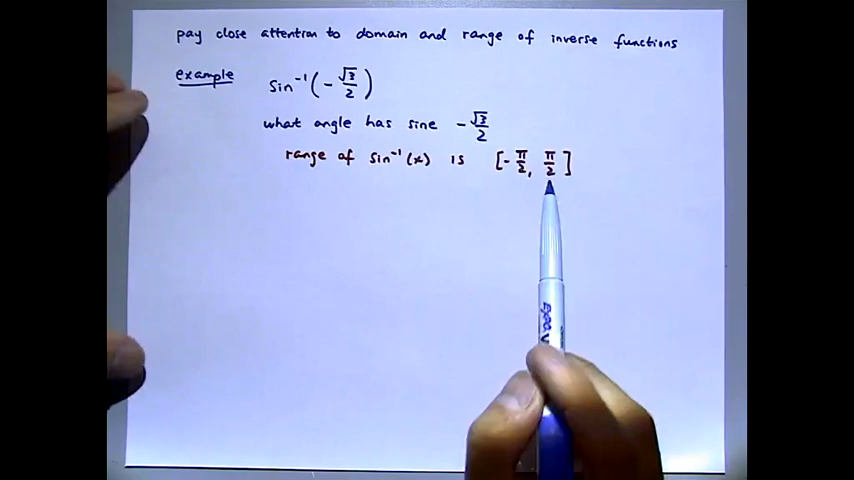 pay close attention to domain and range of inverse functions
example sin⁻¹(-√3/2)
what angle has sine -√3/2
range of sin⁻¹(x) is [-π/2, π/2]
EXPO